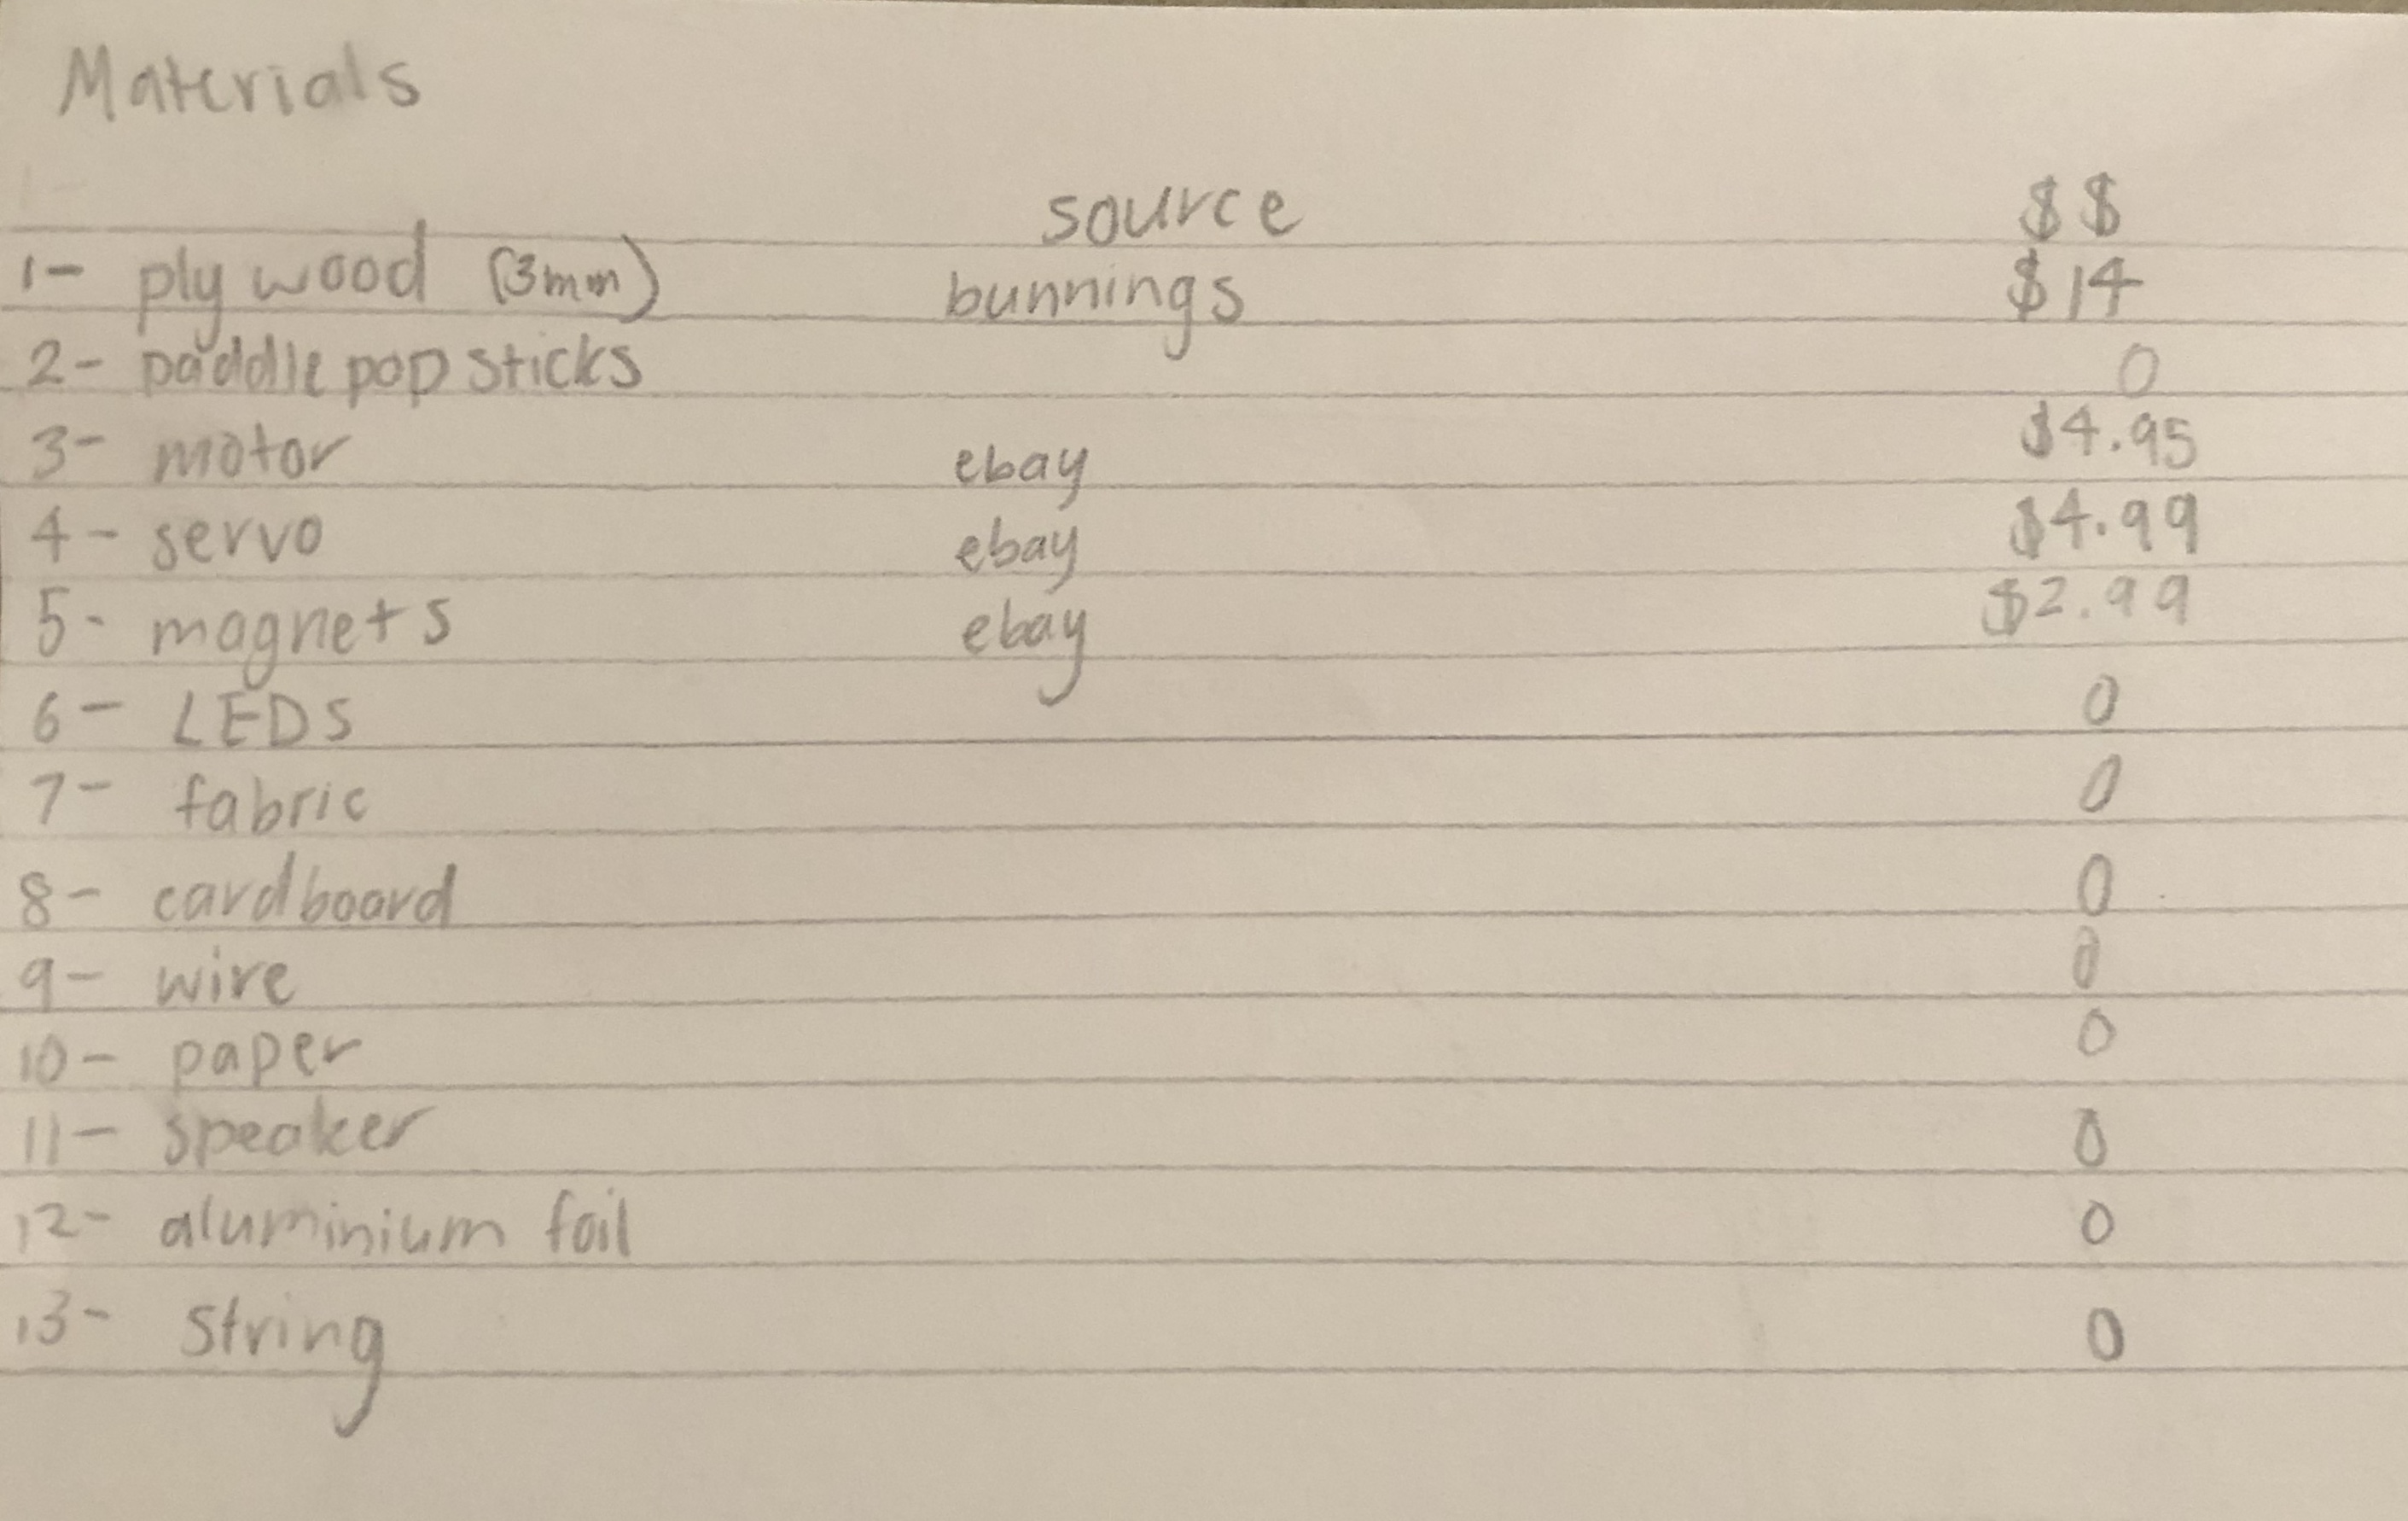 Materials
source $$
1- plywood (3mm) bunnings $14
2- paddle pop sticks 0
3- motor ebay $4.95
4- servo ebay $4.99
5- magnets ebay $2.99
6- LEDS 0
7- fabric 0
8- cardboard 0
9- wire 0
10- paper 0
11- speaker 0
12- aluminium foil 0
13- string 0